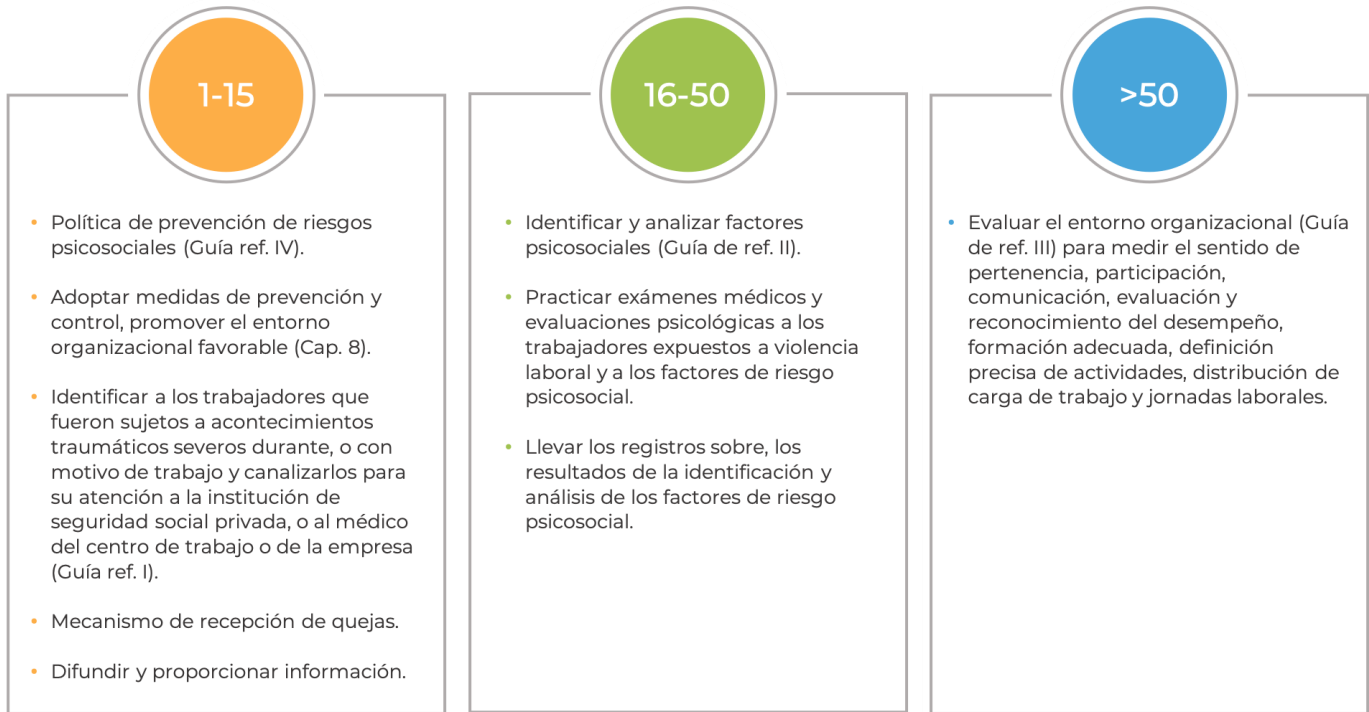 1-15
• Política de prevención de riesgos
psicosociales (Guía ref. IV).
• Adoptar medidas de prevención y
control, promover el entorno
organizacional favorable (Cap. 8).
• Identificar a los trabajadores que
fueron sujetos a acontecimientos
traumáticos severos durante, o con
motivo de trabajo y canalizarlos para
su atención a la institución de
seguridad social privada, o al médico
del centro de trabajo o de la empresa
(Guía ref. I).
• Mecanismo de recepción de quejas.
• Difundir y proporcionar información.
16-50
• Identificar y analizar factores
psicosociales (Guía de ref. II).
• Practicar exámenes médicos y
evaluaciones psicológicas a los
trabajadores expuestos a violencia
laboral y a los factores de riesgo
psicosocial.
• Llevar los registros sobre, los
resultados de la identificación y
análisis de los factores de riesgo
psicosocial.
>50
• Evaluar el entorno organizacional (Guía
de ref. III) para medir el sentido de
pertenencia, participación,
comunicación, evaluación y
reconocimiento del desempeño,
formación adecuada, definición
precisa de actividades, distribución de
carga de trabajo y jornadas laborales.